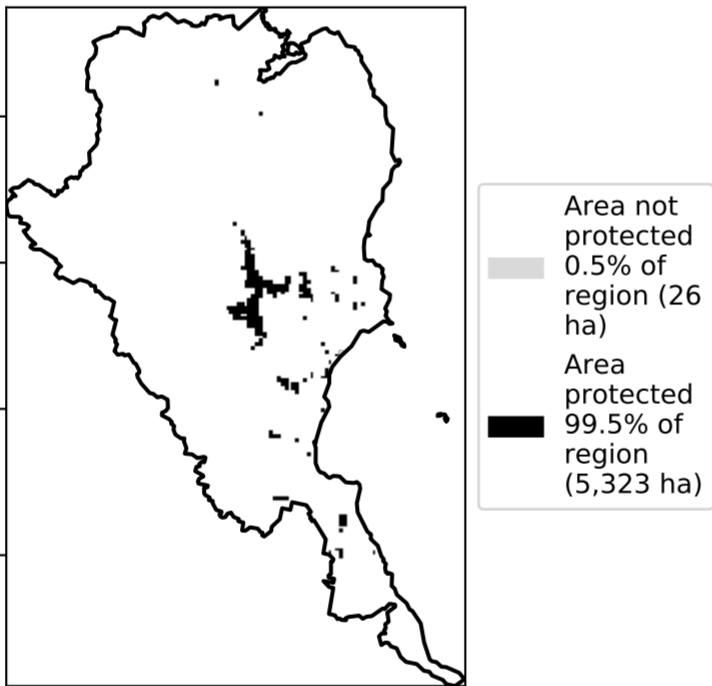 Area not
protected
0.5% of
region (26
ha)
Area
protected
99.5% of
region
(5,323 ha)